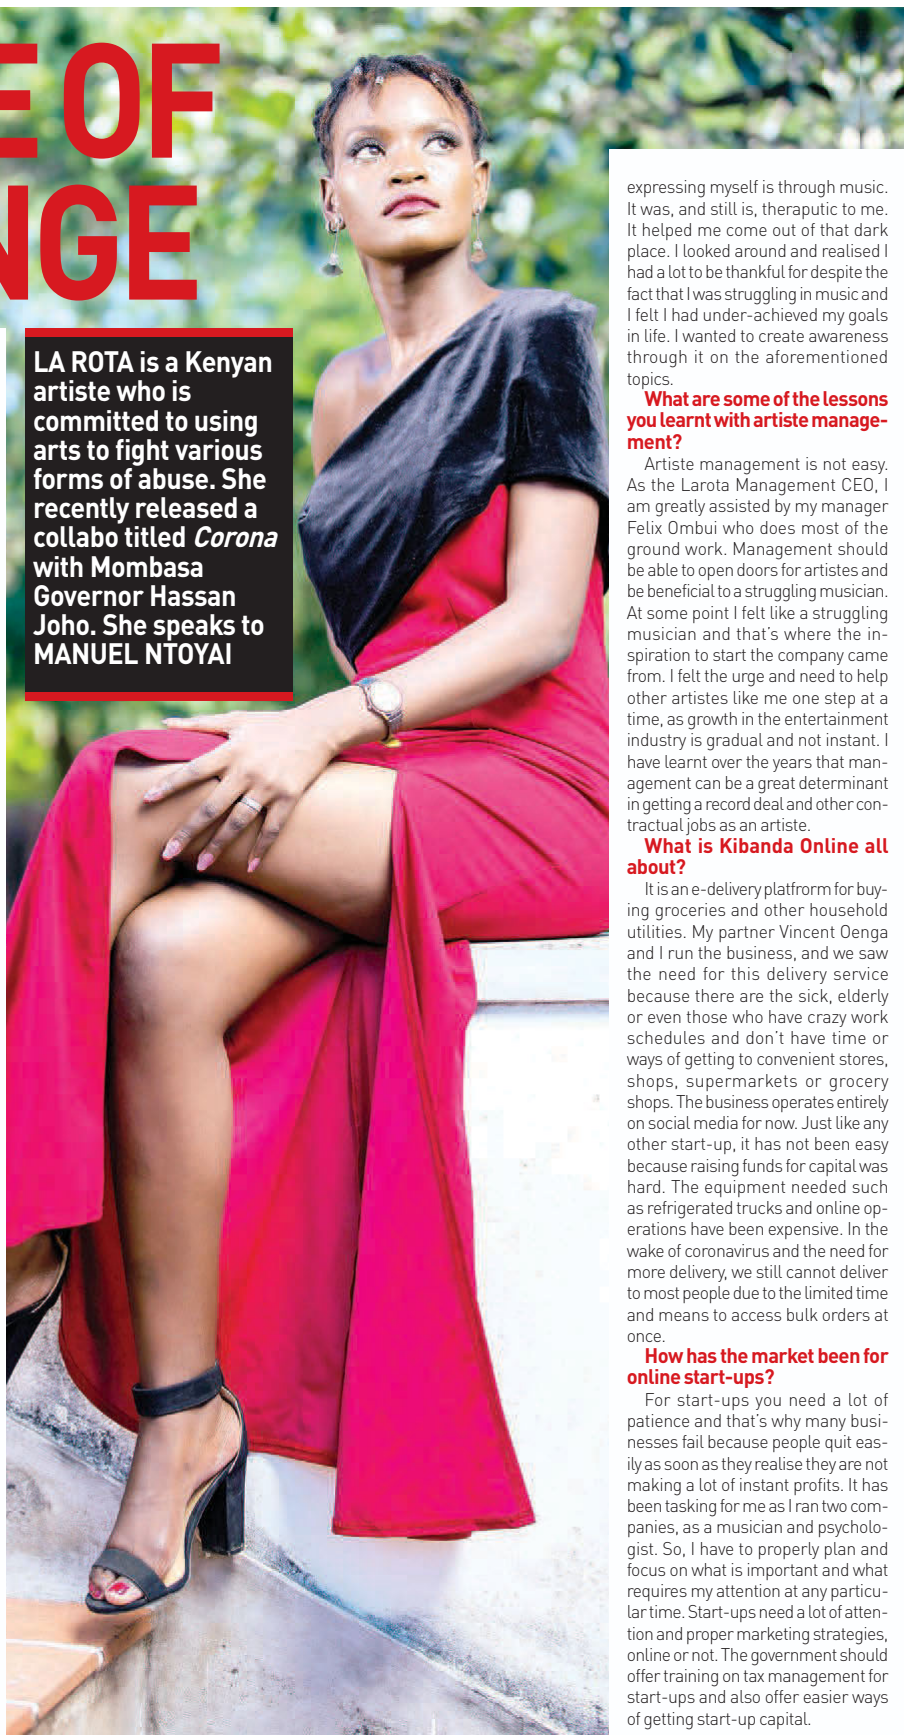 E OF
NGE
LA ROTA is a Kenyan
artiste who is
committed to using
arts to fight various
forms of abuse. She
recently released a
collabo titled Corona
with Mombasa
Governor Hassan
Joho. She speaks to
MANUEL NTOYAI
expressing myself is through music.
It was, and still is, theraputic to me.
It helped me come out of that dark
place. I looked around and realised I
had a lot to be thankful for despite the
fact that I was struggling in music and
I felt I had under-achieved my goals
in life. I wanted to create awareness
through it on the aforementioned
topics.
What are some of the lessons
you learnt with artiste manage-
ment?
Artiste management is not easy.
As the Larota Management CEO, I
am greatly assisted by my manager
Felix Ombui who does most of the
ground work. Management should
be able to open doors for artistes and
be beneficial to a struggling musician.
At some point I felt like a struggling
musician and that's where the in-
spiration to start the company came
from. I felt the urge and need to help
other artistes like me one step at a
time, as growth in the entertainment
industry is gradual and not instant. I
have learnt over the years that man-
agement can be a great determinant
in getting a record deal and other con-
tractual jobs as an artiste.
What is Kibanda Online all
about?
It is an e-delivery platfrorm for buy-
ing groceries and other household
utilities. My partner Vincent Oenga
and I run the business, and we saw
the need for this delivery service
because there are the sick, elderly
or even those who have crazy work
schedules and don't have time or
ways of getting to convenient stores,
shops, supermarkets or grocery
shops. The business operates entirely
on social media for now. Just like any
other start-up, it has not been easy
because raising funds for capital was
hard. The equipment needed such
as refrigerated trucks and online op-
erations have been expensive. In the
wake of coronavirus and the need for
more delivery, we still cannot deliver
to most people due to the limited time
and means to access bulk orders at
once.
How has the market been for
online start-ups?
For start-ups you need a lot of
patience and that's why many busi-
nesses fail because people quit eas-
ily as soon as they realise they are not
making a lot of instant profits. It has
been tasking for me as I ran two com-
panies, as a musician and psycholo-
gist. So, I have to properly plan and
focus on what is important and what
requires my attention at any particu-
lar time. Start-ups need a lot of atten-
tion and proper marketing strategies,
online or not. The government should
offer training on tax management for
start-ups and also offer easier ways
of getting start-up capital.